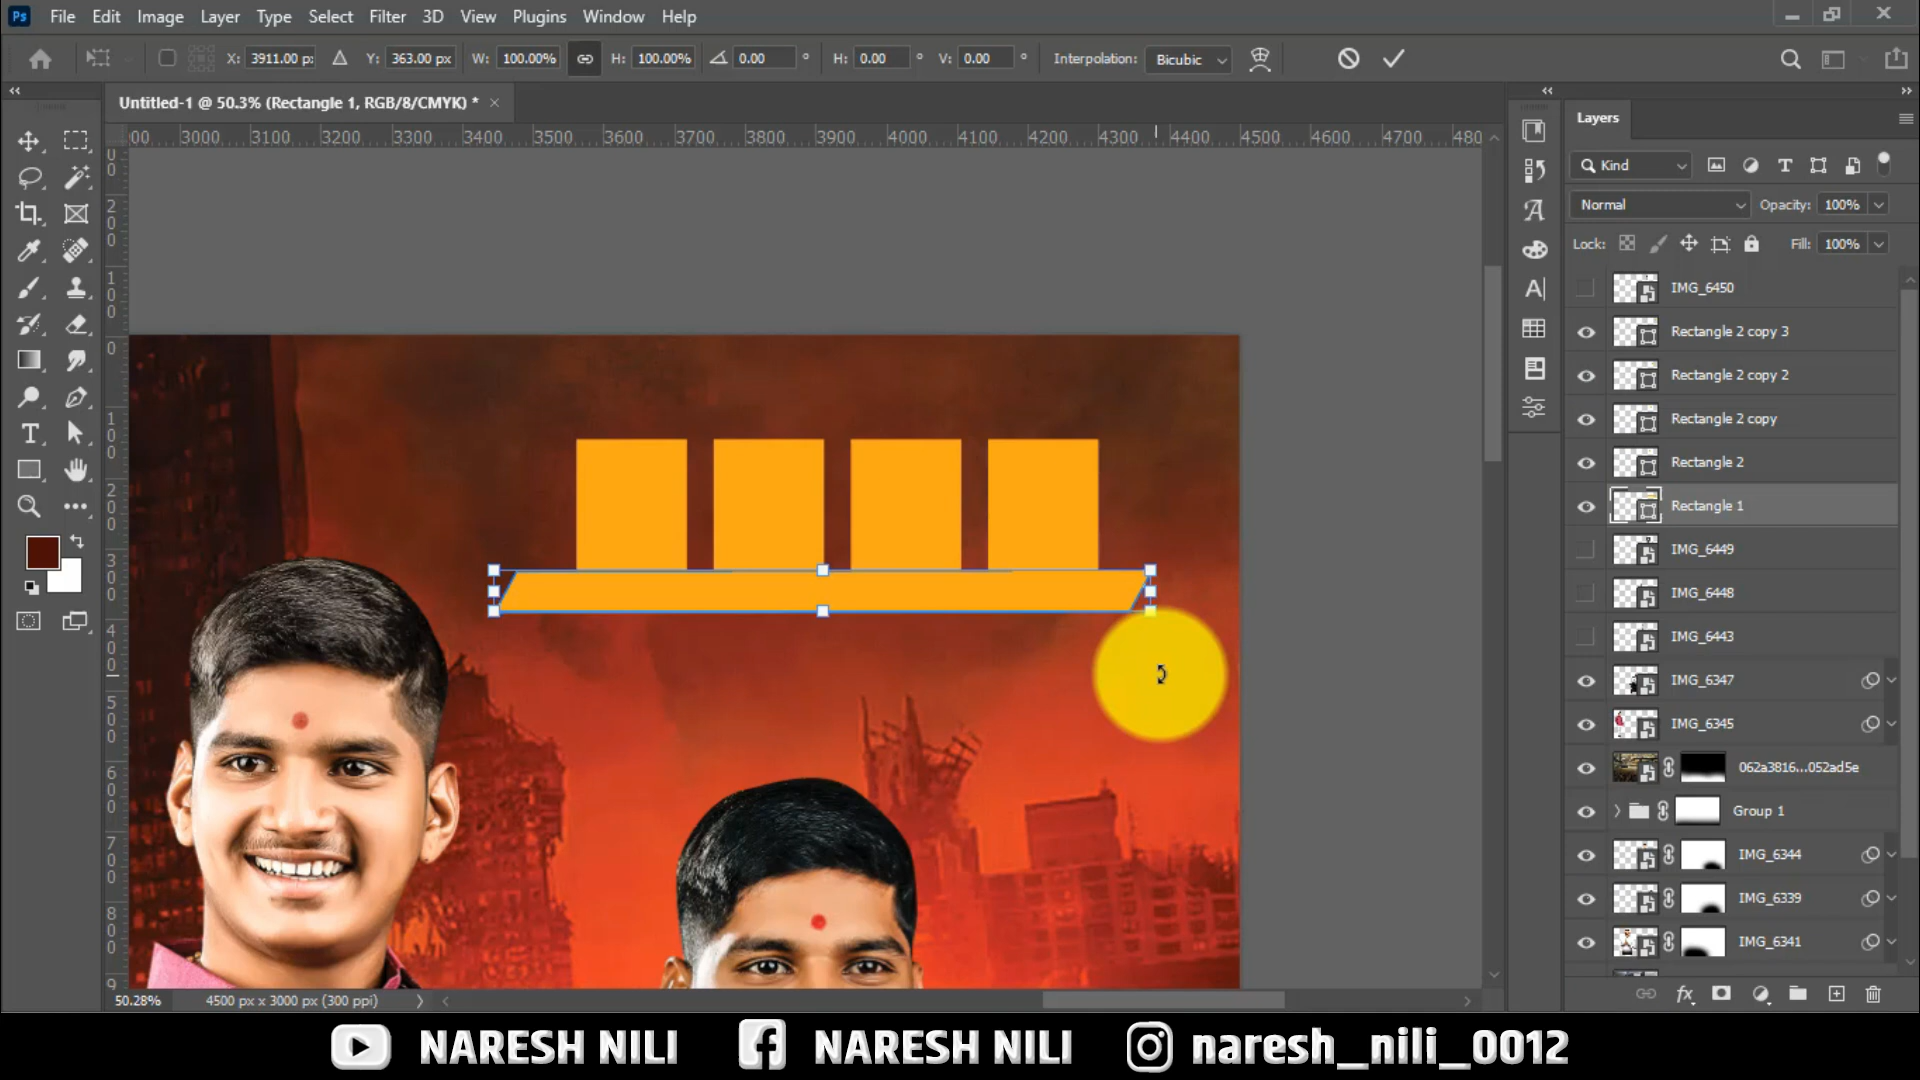 Ps File Edit Image Layer Type Select Filter 3D View Plugins Window Help
X: 3911.00 p: Y: 363.00 px W: 100.00% H: 100.00% 0.00 ° H: 0.00 ° V: 0.00 ° Interpolation: Bicubic
Untitled-1 @ 50.3% (Rectangle 1, RGB/8/CMYK) *
00 3000 3100 3200 3300 3400 3500 3600 3700 3800 3900 4000 4100 4200 4300 4400 4500 4600 4700 480
Layers
Kind
Normal Opacity: 100%
Lock: Fill: 100%
IMG_6450
Rectangle 2 copy 3
Rectangle 2 copy 2
Rectangle 2 copy
Rectangle 2
Rectangle 1
IMG_6449
IMG_6448
IMG_6443
IMG_6347
IMG_6345
062a3816...052ad5e
Group 1
IMG_6344
IMG_6339
IMG_6341
50.28% 4500 px x 3000 px (300 ppi)
NARESH NILI NARESH NILI naresh_nili_0012